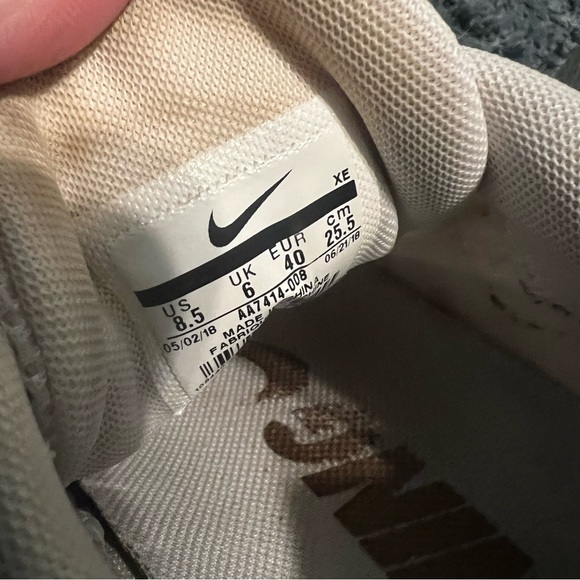 XE
US UK EUR cm
8.5 6 40 25.5
05/02/18 AA7414-008 06/21/18
MADE IN CHINA